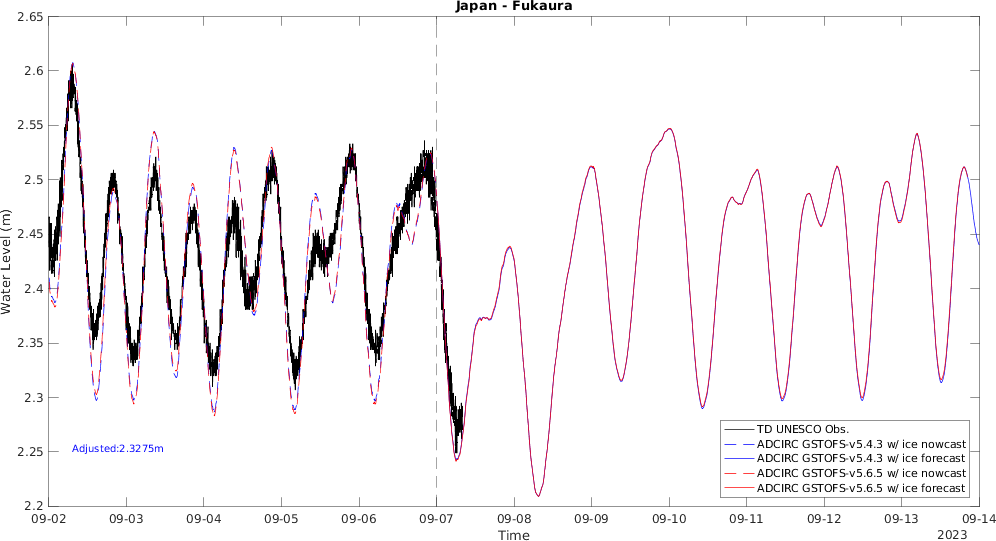 Japan - Fukaura
Water Level (m)
2.65
2.6
2.55
2.5
2.45
2.4
2.35
2.3
2.25
2.2
Adjusted:2.3275m
TD UNESCO Obs.
ADCIRC GSTOFS-v5.4.3 w/ ice nowcast
ADCIRC GSTOFS-v5.4.3 w/ ice forecast
ADCIRC GSTOFS-v5.6.5 w/ ice nowcast
ADCIRC GSTOFS-v5.6.5 w/ ice forecast
09-02 09-03 09-04 09-05 09-06 09-07 09-08 09-09 09-10 09-11 09-12 09-13 09-14
Time
2023